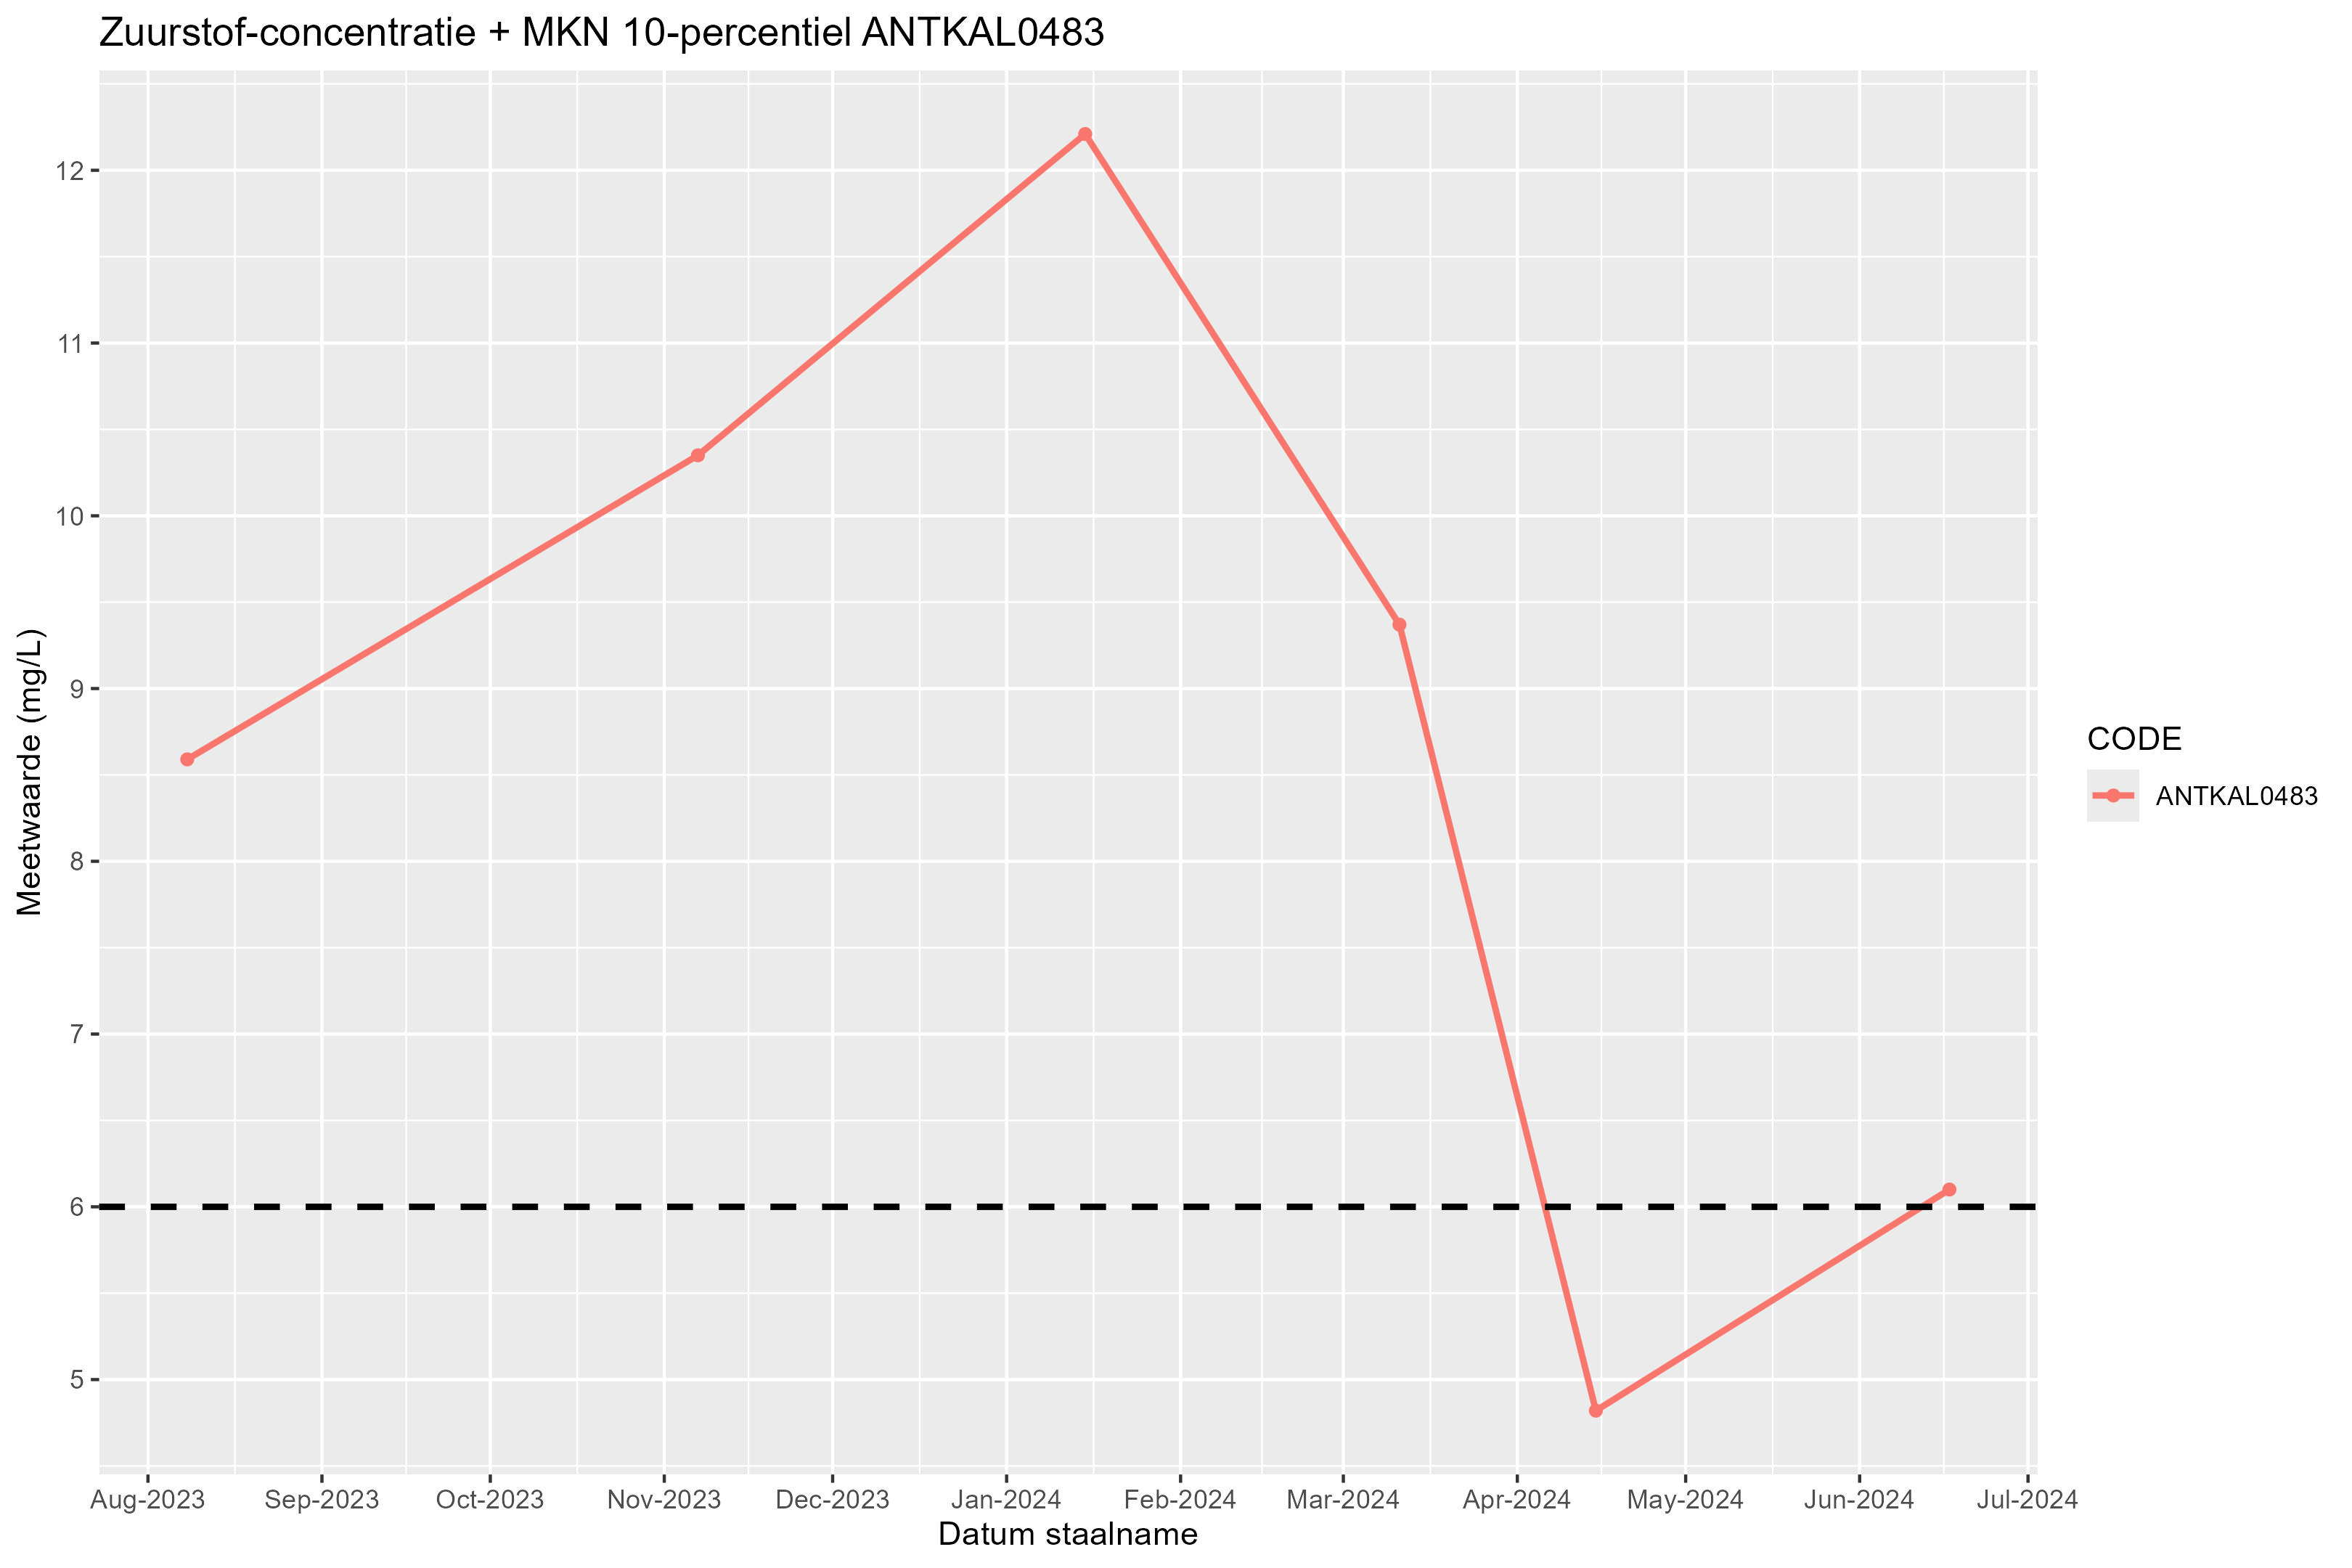 Zuurstof-concentratie + MKN 10-percentiel ANTKAL0483
Meetwaarde (mg/L)
12
11
10
9
8
7
6
5
Aug-2023 Sep-2023 Oct-2023 Nov-2023 Dec-2023 Jan-2024 Feb-2024 Mar-2024 Apr-2024 May-2024 Jun-2024 Jul-2024
Datum staalname
CODE
ANTKAL0483